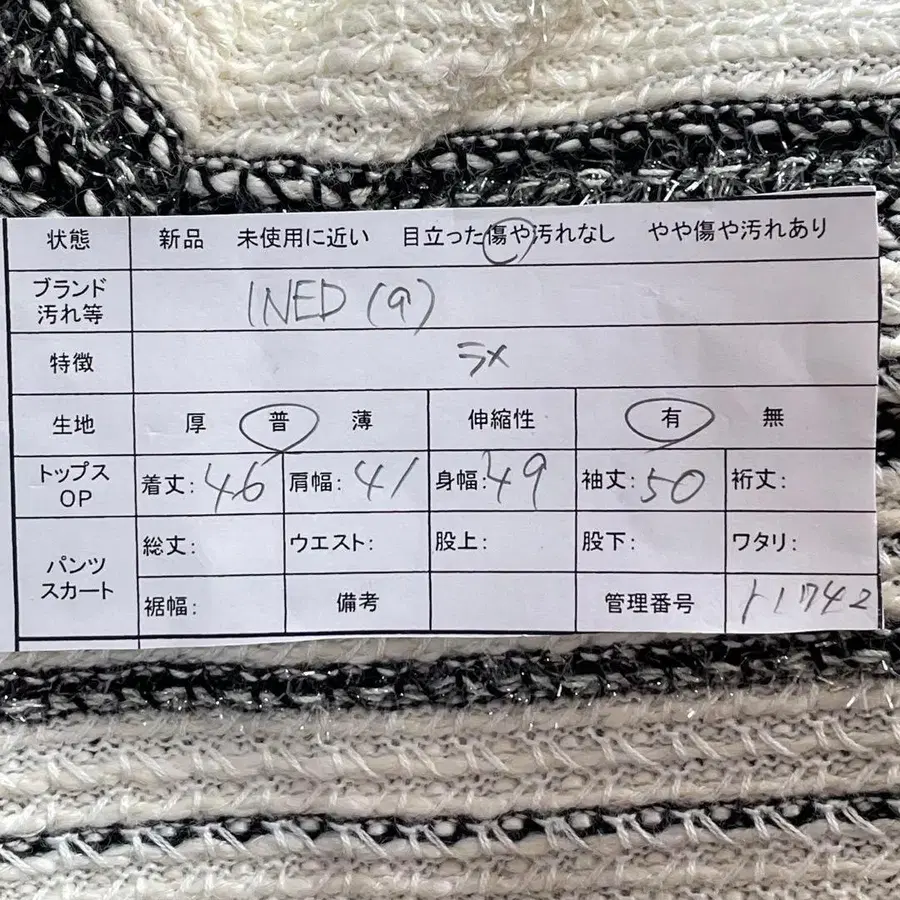 状態 新品 未使用に近い 目立った傷や汚れなし やや傷や汚れあり
ブランド
汚れ等 INED (9)
特徴 ラメ
生地 厚 普 薄 伸縮性 有 無
トップス
OP 着丈:46 肩幅:41 身幅:49 袖丈:50 裄丈:
パンツ
スカート 総丈: ウエスト: 股上: 股下: ワタリ:
裾幅: 備考 管理番号 ト1742